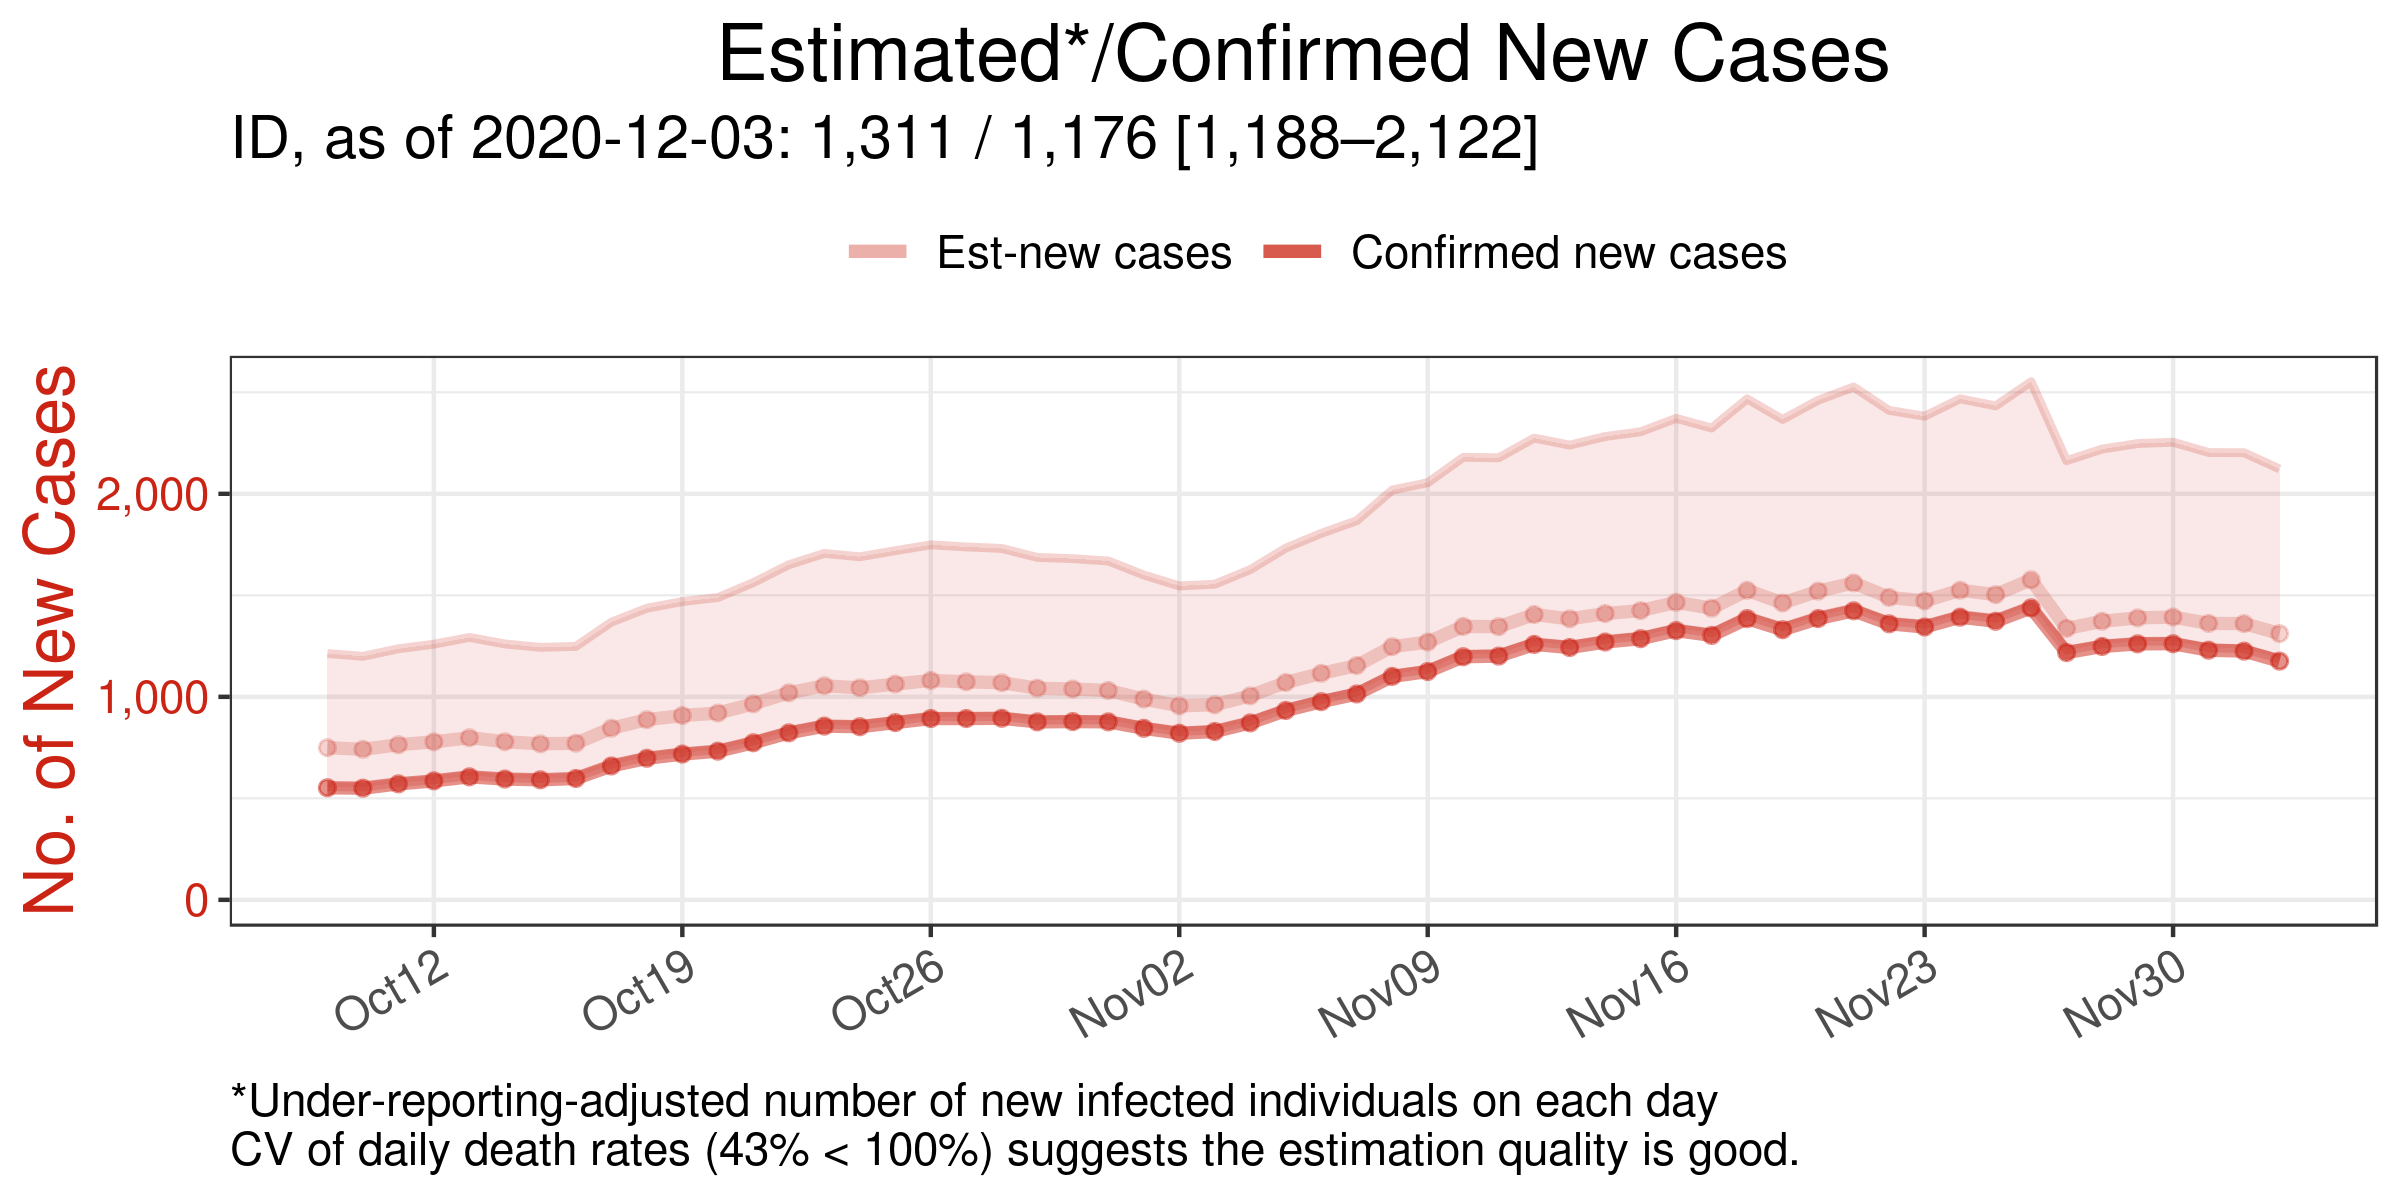 Estimated*/Confirmed New Cases
ID, as of 2020-12-03: 1,311 / 1,176 [1,188–2,122]
Est-new cases Confirmed new cases
No. of New Cases
2,000
1,000
0
Oct12 Oct19 Oct26 Nov02 Nov09 Nov16 Nov23 Nov30
*Under-reporting-adjusted number of new infected individuals on each day
CV of daily death rates (43% < 100%) suggests the estimation quality is good.